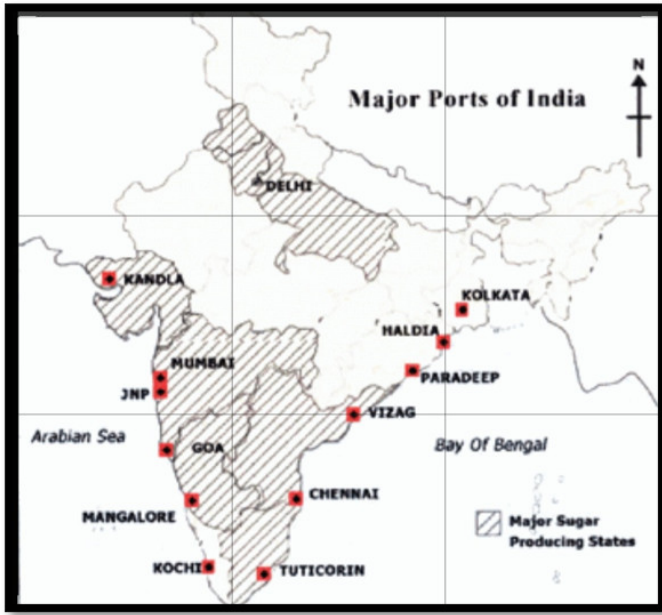 N
Major Ports of India
DELHI
KANDLA
KOLKATA
HALDIA
MUMBAI
PARADEEP
JNP
VIZAG
Arabian Sea
GOA
Bay Of Bengal
CHENNAI
MANGALORE
Major Sugar
Producing States
KOCHI
TUTICORIN